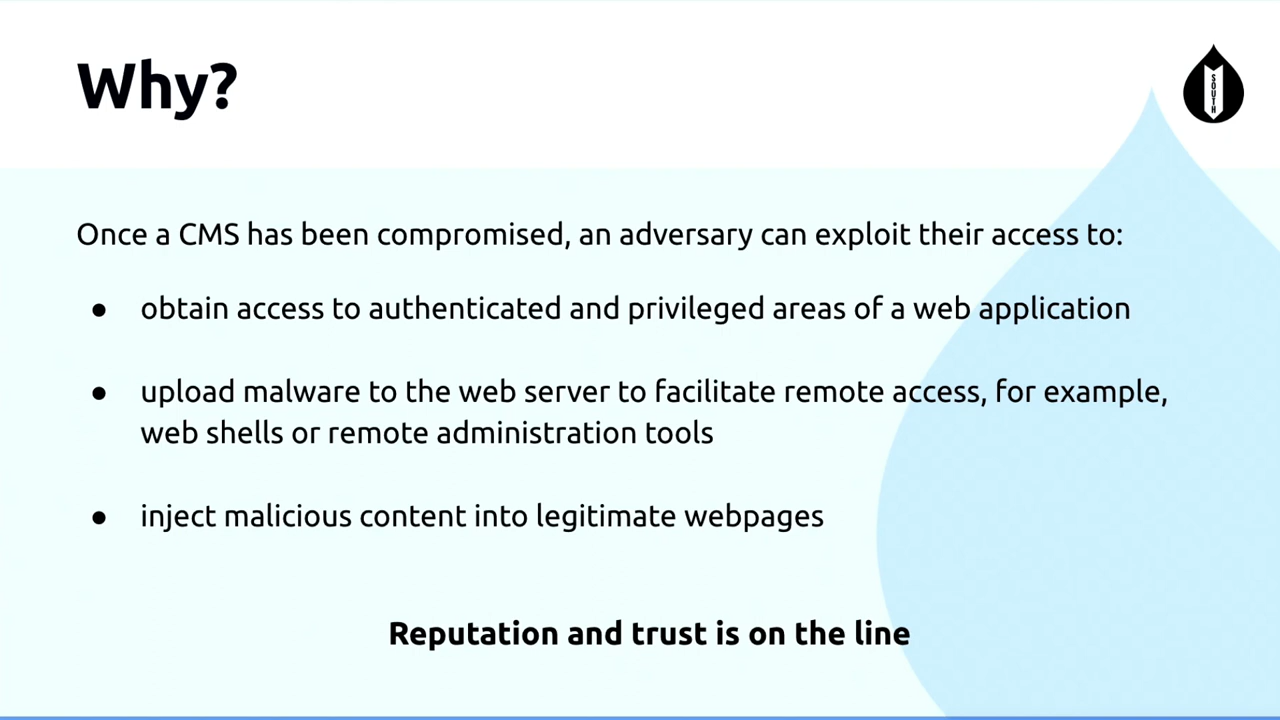 Why?
SOUTH
Once a CMS has been compromised, an adversary can exploit their access to:
● obtain access to authenticated and privileged areas of a web application
● upload malware to the web server to facilitate remote access, for example,
web shells or remote administration tools
● inject malicious content into legitimate webpages
Reputation and trust is on the line